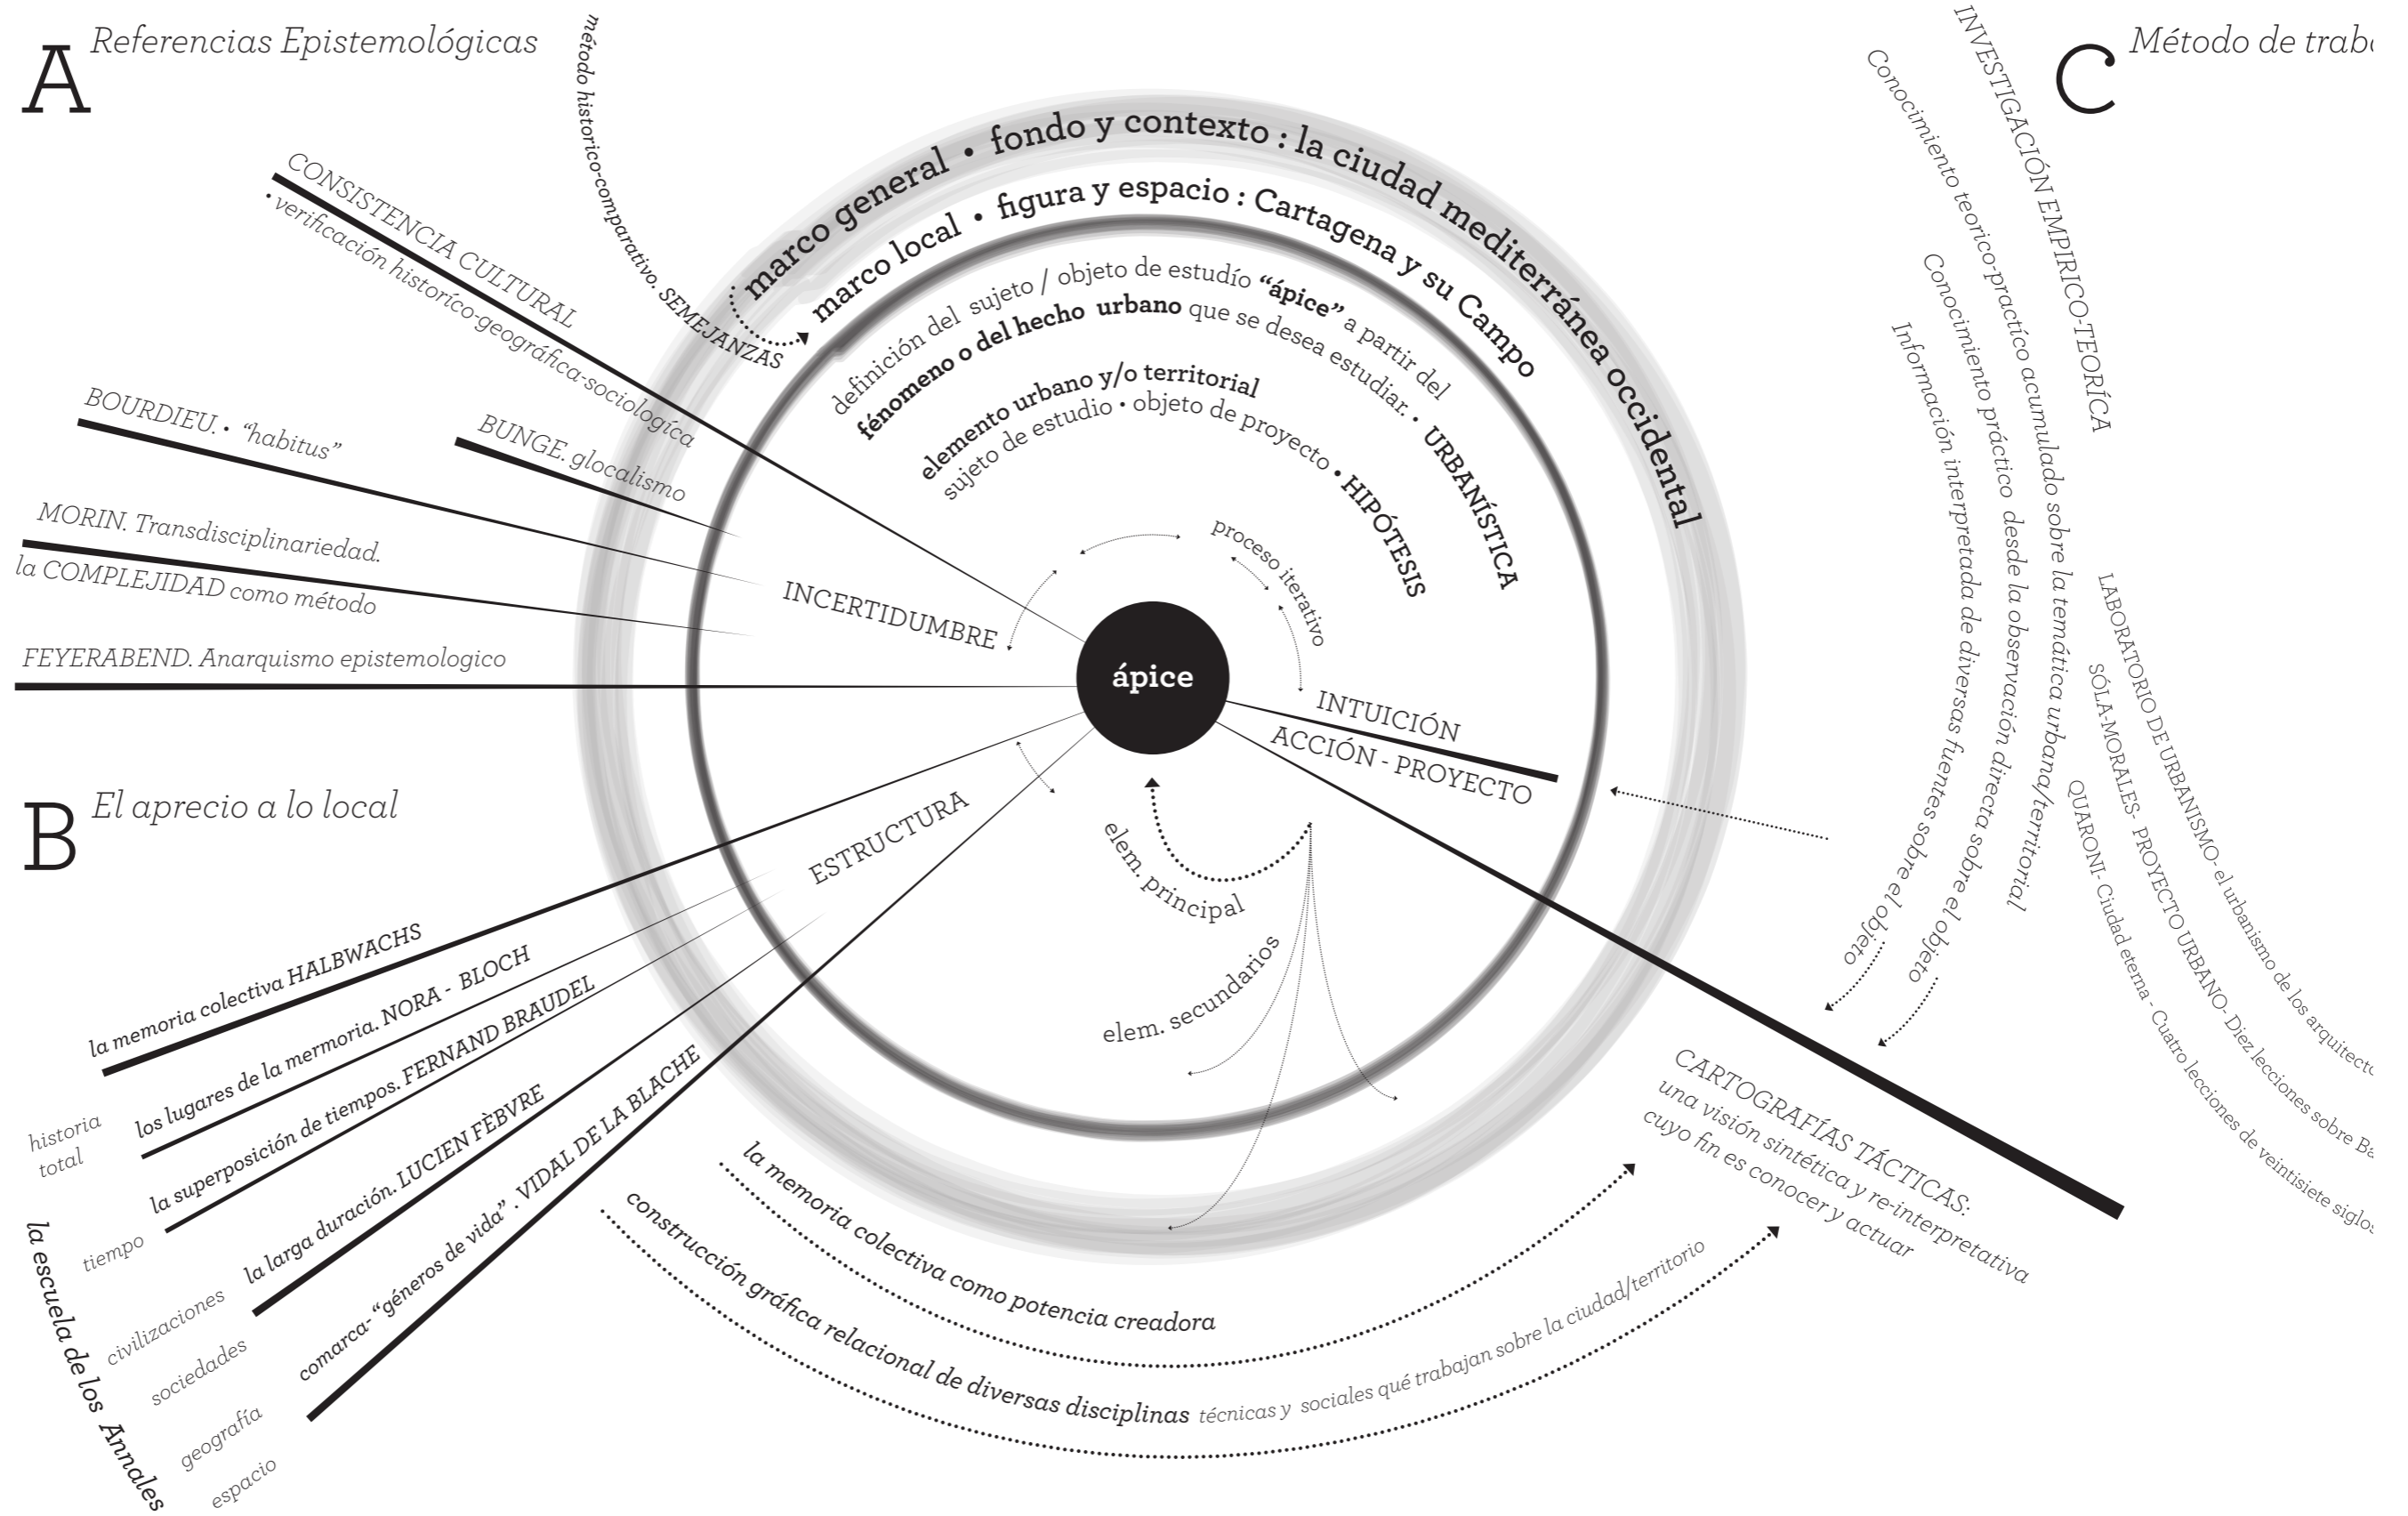 A
Referencias Epistemológicas
método historico-comparativo. SEMEJANZAS
CONSISTENCIA CULTURAL
• verificación historíco-geográfica-sociologíca
BOURDIEU. • “habitus”
BUNGE. glocalismo
MORIN. Transdisciplinariedad.
la COMPLEJIDAD como método
FEYERABEND. Anarquismo epistemologico
INCERTIDUMBRE
marco general • fondo y contexto : la ciudad mediterránea occidental
marco local • figura y espacio : Cartagena y su Campo
definición del sujeto / objeto de estudío “ápice” a partir del
fénomeno o del hecho urbano que se desea estudiar. • URBANÍSTICA
elemento urbano y/o territorial
sujeto de estudio • objeto de proyecto • HIPÓTESIS
proceso iterativo
ápice
INTUICIÓN
ACCIÓN - PROYECTO
elem. principal
elem. secundarios
B
El aprecio a lo local
ESTRUCTURA
la memoria colectiva HALBWACHS
los lugares de la mermoria. NORA - BLOCH
la superposición de tiempos. FERNAND BRAUDEL
la larga duración. LUCIEN FÈBVRE
comarca- “géneros de vida” . VIDAL DE LA BLACHE
historia
total
tiempo
civilizaciones
sociedades
geografía
espacio
la escuela de los Annales
la memoria colectiva como potencia creadora
construcción gráfica relacional de diversas disciplinas técnicas y sociales qué trabajan sobre la ciudad/territorio
C
Método de trab
INVESTIGACIÓN EMPIRICO-TEORÍCA
Conocimiento teorico-practíco acumulado sobre la temática urbana/territorial
Conocimiento práctico desde la observación directa sobre el objeto
Información interpretada de diversas fuentes sobre el objeto
LABORATORIO DE URBANISMO- el urbanismo de los arquitect
SÓLA-MORALES- PROYECTO URBANO- Diez lecciones sobre Ba
QUARONI- Ciudad eterna - Cuatro lecciones de veintisiete siglos
CARTOGRAFÍAS TÁCTICAS:
una visión sintética y re-interpretativa
cuyo fin es conocer y actuar